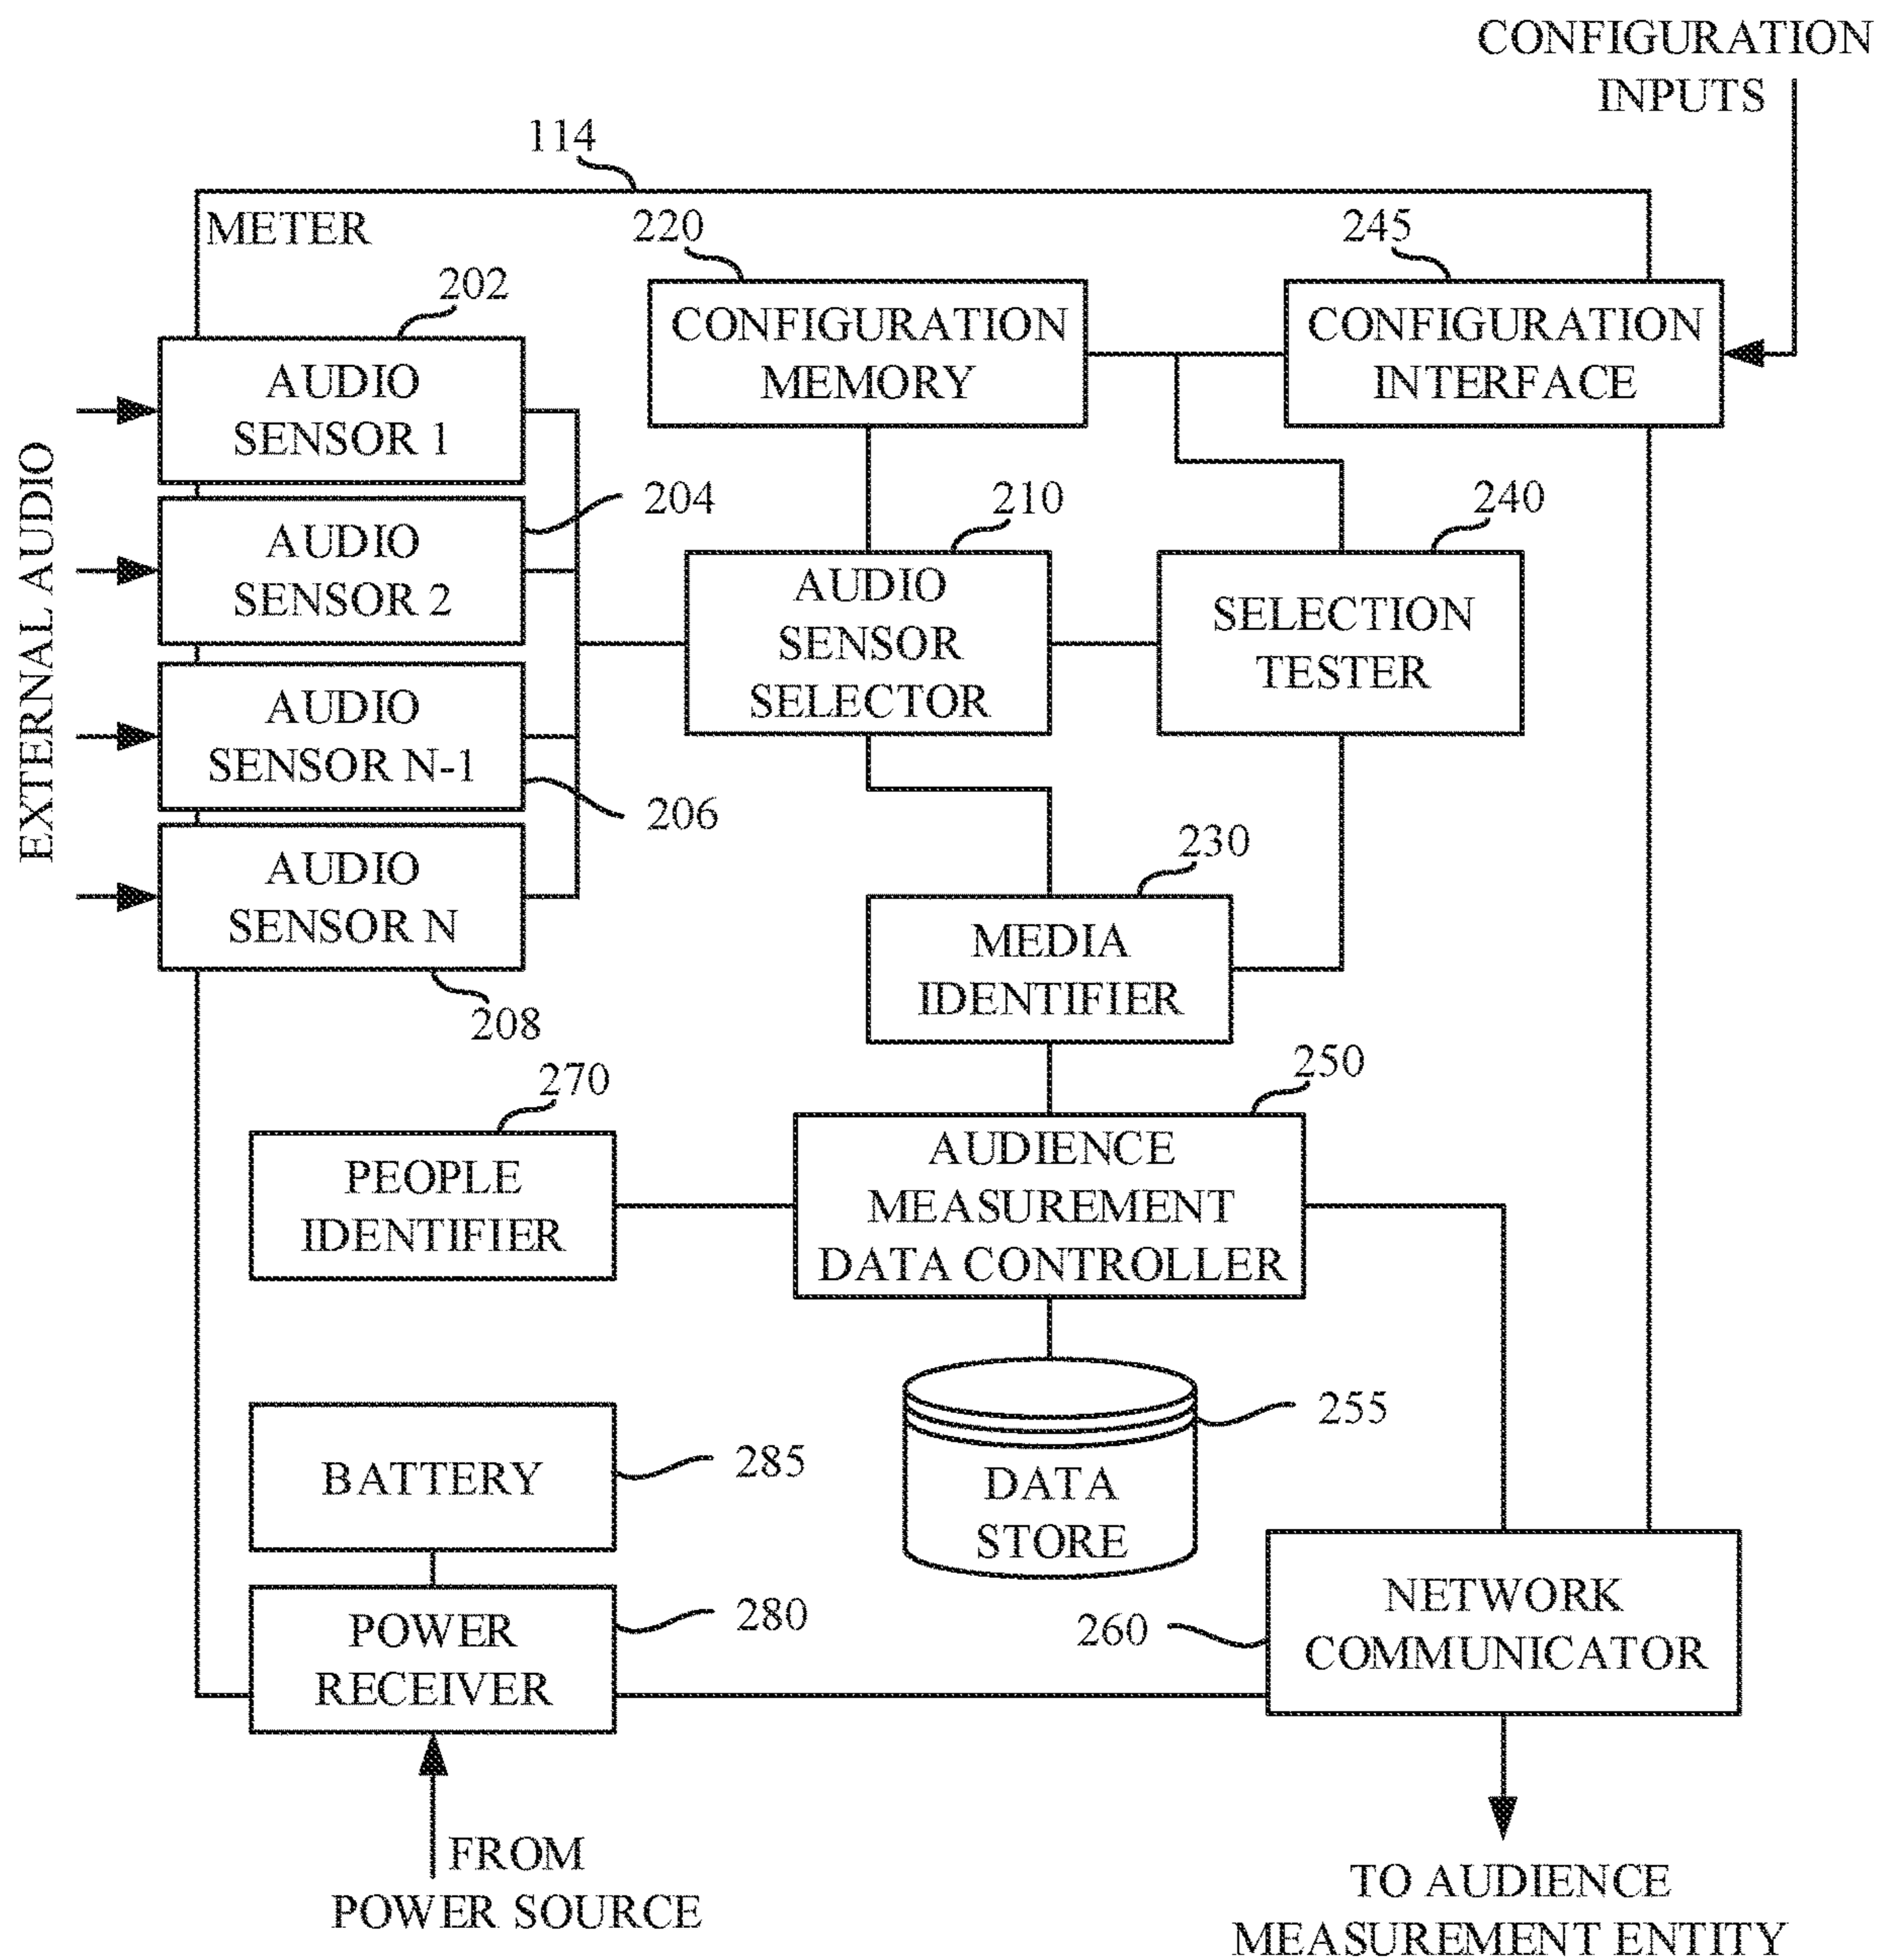 CONFIGURATION
INPUTS
114
METER
220
245
202
CONFIGURATION
MEMORY
CONFIGURATION
INTERFACE
AUDIO
SENSOR 1
EXTERNAL AUDIO
204
210
240
AUDIO
SENSOR 2
AUDIO
SENSOR
SELECTOR
SELECTION
TESTER
AUDIO
SENSOR N-1
206
230
AUDIO
SENSOR N
208
MEDIA
IDENTIFIER
270
250
PEOPLE
IDENTIFIER
AUDIENCE
MEASUREMENT
DATA CONTROLLER
255
BATTERY
285
DATA
STORE
POWER
RECEIVER
280
260
NETWORK
COMMUNICATOR
FROM
POWER SOURCE
TO AUDIENCE
MEASUREMENT ENTITY